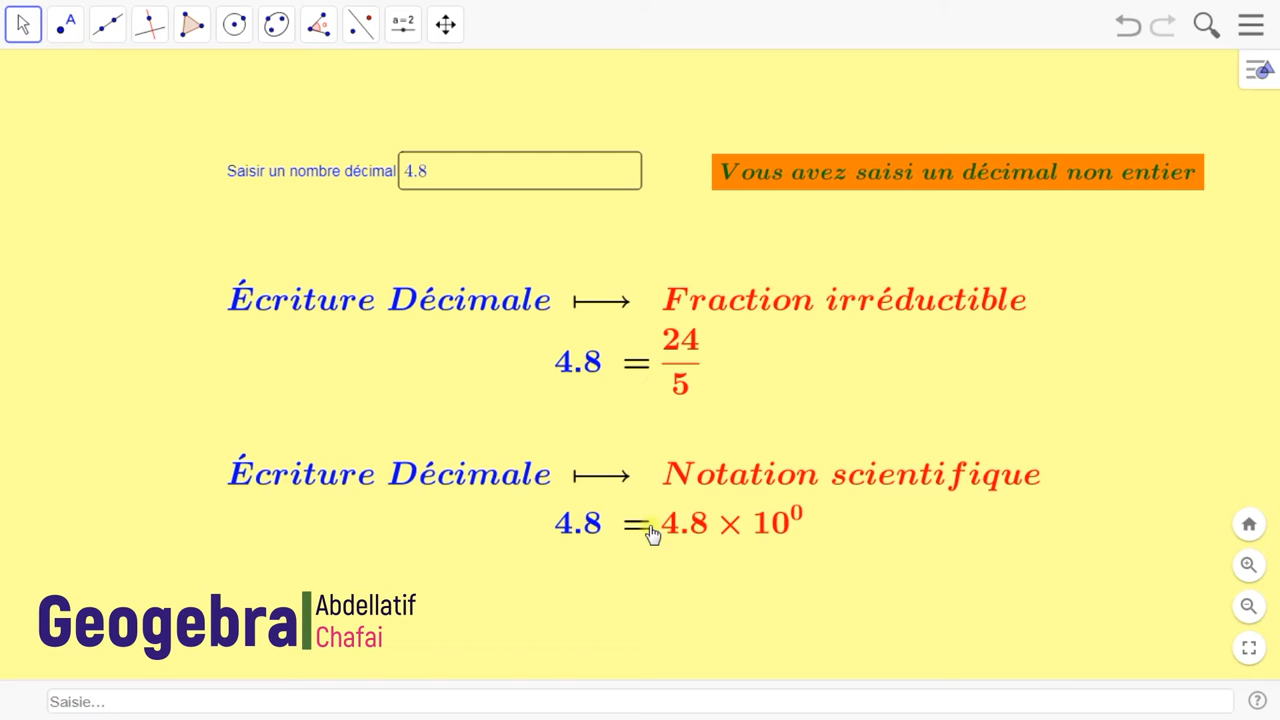 A
a=2
Saisir un nombre décimal 4.8
Vous avez saisi un décimal non entier
Écriture Décimale ⟼ Fraction irréductible
4.8 = 24/5
Écriture Décimale ⟼ Notation scientifique
4.8 = 4.8 × 10⁰
Geogebra
Abdellatif
Chafai
Saisie…
?